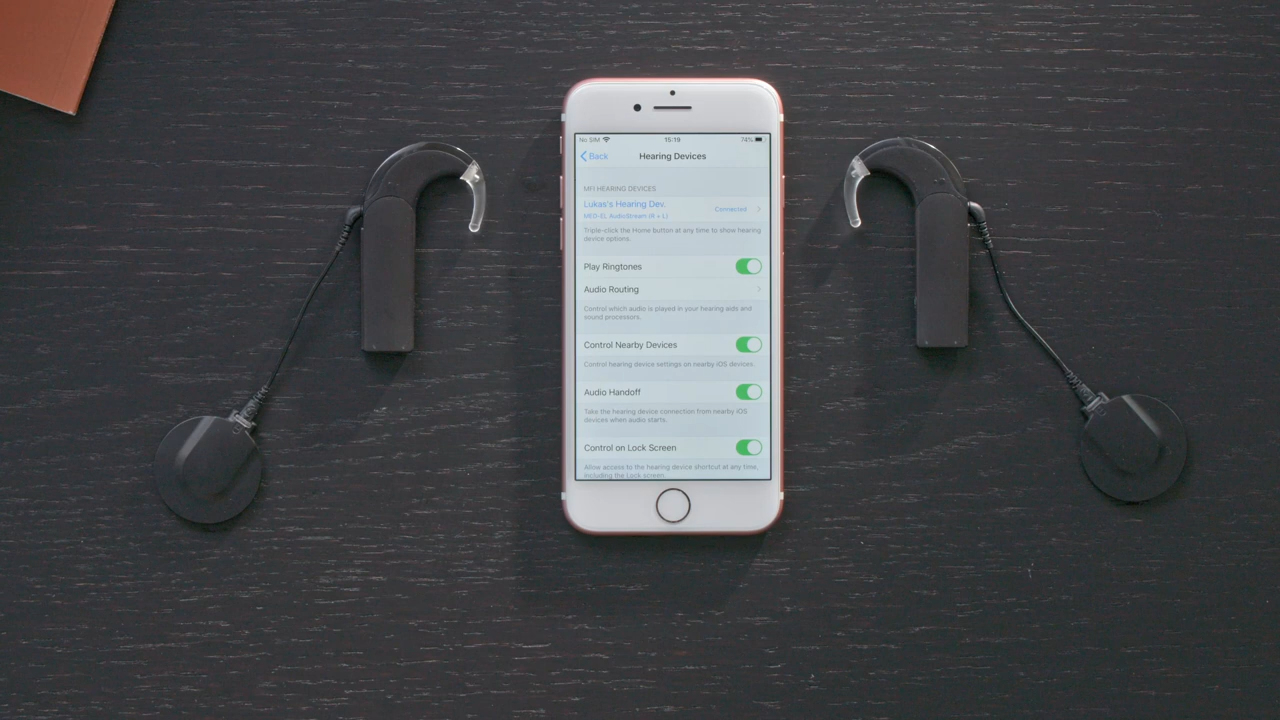 No SIM 15:19 74%
Back Hearing Devices
MFI HEARING DEVICES
Lukas's Hearing Dev. Connected
MED-EL AudioStream (R + L)
Triple-click the Home button at any time to show hearing
device options.
Play Ringtones
Audio Routing
Control which audio is played in your hearing aids and
sound processors.
Control Nearby Devices
Control hearing device settings on nearby iOS devices.
Audio Handoff
Take the hearing device connection from nearby iOS
devices when audio starts.
Control on Lock Screen
Allow access to the hearing device shortcut at any time,
including the Lock screen.